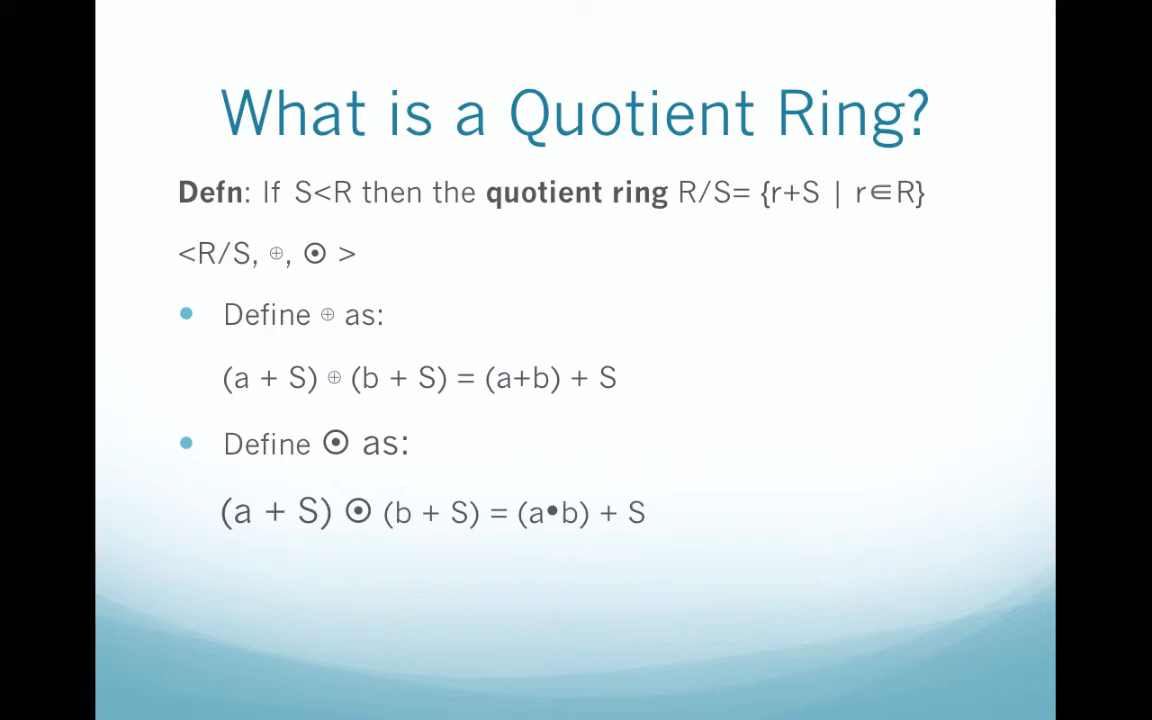 What is a Quotient Ring?
Defn: If S<R then the quotient ring R/S= {r+S | r∈R}
<R/S, ⊕, ⊙ >
• Define ⊕ as:
(a + S) ⊕ (b + S) = (a+b) + S
• Define ⊙ as:
(a + S) ⊙ (b + S) = (a•b) + S